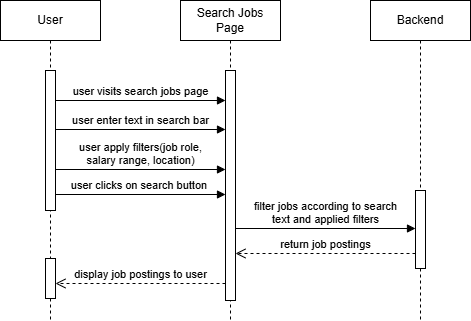 User
Search Jobs
Page
Backend
user visits search jobs page
user enter text in search bar
user apply filters(job role,
salary range, location)
user clicks on search button
filter jobs according to search
text and applied filters
return job postings
display job postings to user